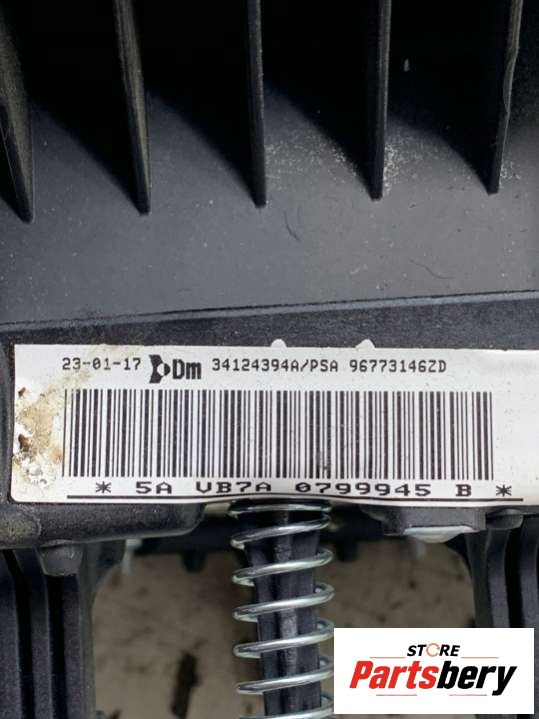 23-01-17 Dm 34124394A/PSA 96773146ZD
* 5A VB7A 0799945 B *
STORE
Partsbery